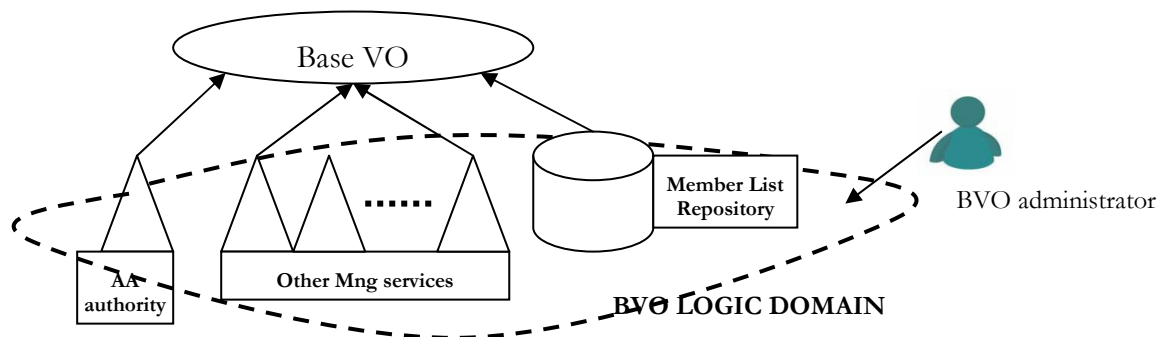 Base VO
Member List
Repository
BVO administrator
AA
authority
Other Mng services
BVO LOGIC DOMAIN